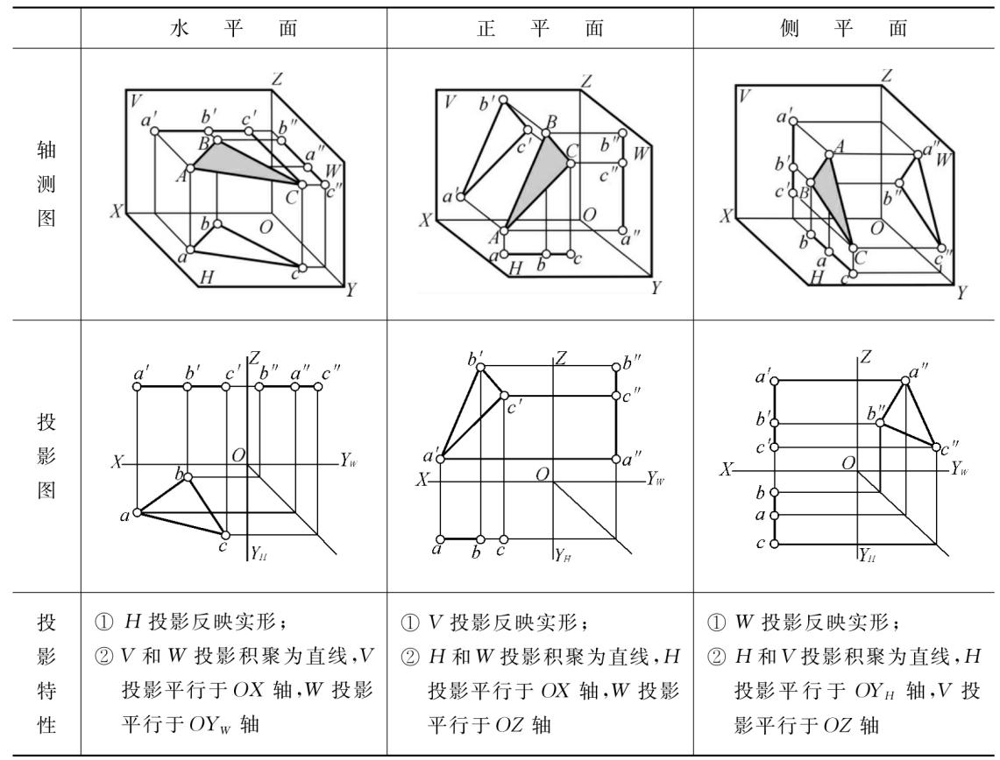 水 平 面
正 平 面
侧 平 面
轴
测
图
Z
V
a′
b′
c′
b″
B
a″
W
A
C
c″
X
b
O
a
c
H
Y
Z
V
b′
B
b″
W
c′
C
c″
a′
X
O
A
a″
a
b
c
H
Y
Z
V
a′
A
a″
W
b′
B
b″
c′
X
O
b
a
C
c″
H
c
Y
投
影
图
Z
a′ b′ c′ b″ a″ c″
X
O
Y_W
b
a
c
Y_H
b′
Z
b″
c′
c″
a′
a″
X
O
Y_W
a b c
Y_H
Z
a′
a″
b′
b″
c′
c″
X
O
Y_W
b
a
c
Y_H
投
影
特
性
① H 投影反映实形；
② V 和 W 投影积聚为直线，V
投影平行于 OX 轴，W 投影
平行于 OY_W 轴
① V 投影反映实形；
② H 和 W 投影积聚为直线，H
投影平行于 OX 轴，W 投影
平行于 OZ 轴
① W 投影反映实形；
② H 和 V 投影积聚为直线，H
投影平行于 OY_H 轴，V 投
影平行于 OZ 轴